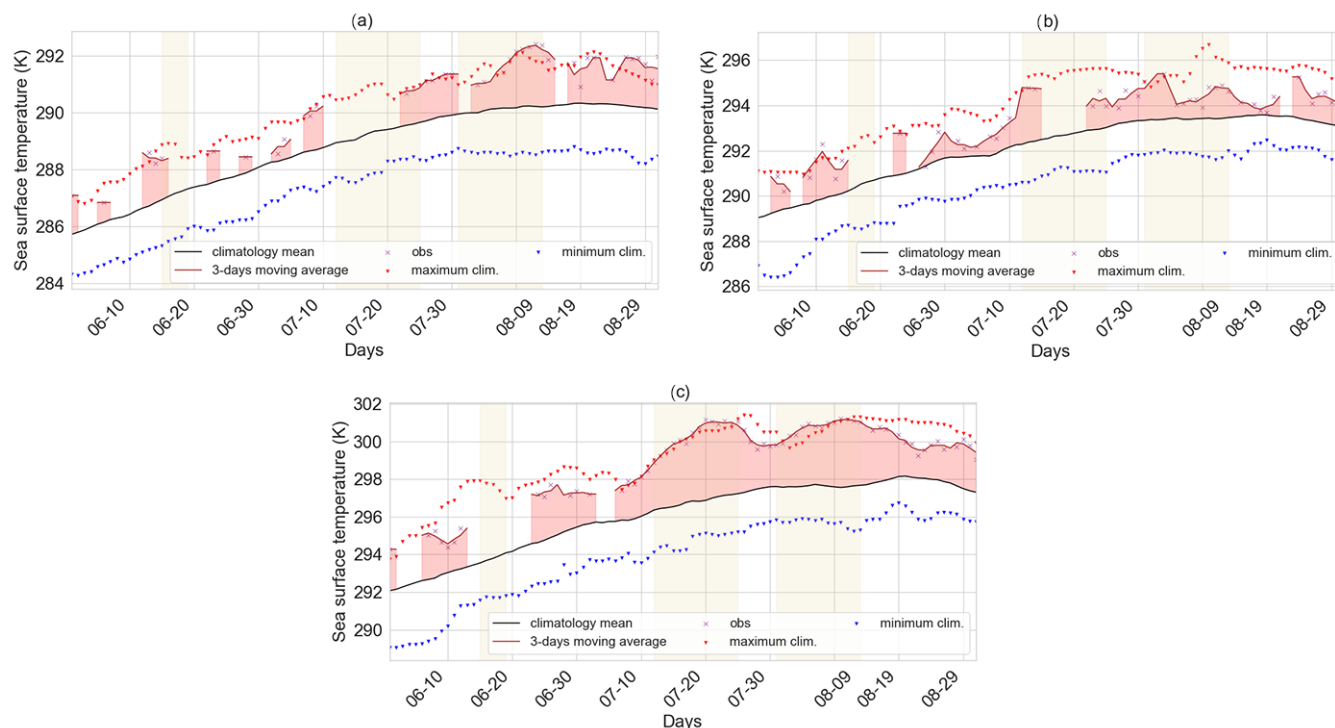 (a)
Sea surface temperature (K)
292
290
288
286
284
climatology mean
3-days moving average
obs
maximum clim.
minimum clim.
06-10
06-20
06-30
07-10
07-20
07-30
08-09
08-19
08-29
Days
(b)
Sea surface temperature (K)
296
294
292
290
288
286
climatology mean
3-days moving average
obs
maximum clim.
minimum clim.
06-10
06-20
06-30
07-10
07-20
07-30
08-09
08-19
08-29
Days
(c)
Sea surface temperature (K)
302
300
298
296
294
292
290
climatology mean
3-days moving average
obs
maximum clim.
minimum clim.
06-10
06-20
06-30
07-10
07-20
07-30
08-09
08-19
08-29
Days